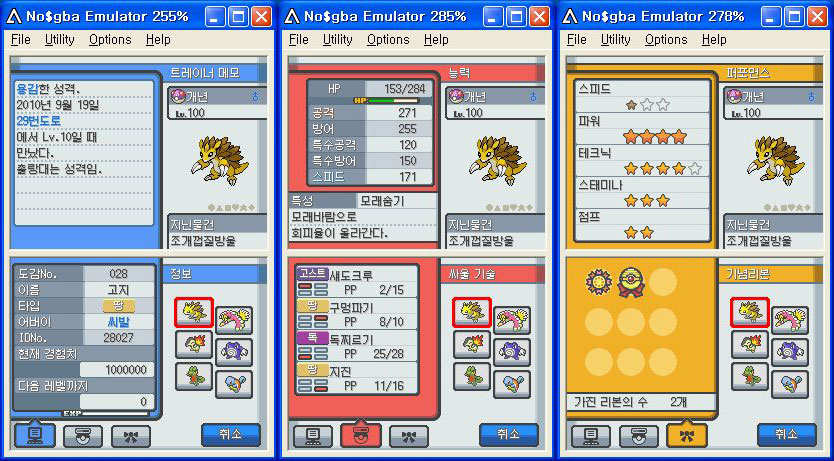 No$gba Emulator 255%
File Utility Options Help
트레이너 메모
용감한 성격.
2010년 9월 19일
29번도로
에서 Lv.10일 때
만났다.
촐랑대는 성격임.
개년 ♂
Lv.100
지닌물건
조개껍질방울
정보
도감No. 028
이름 고지
타입 땅
어버이 씨발
IDNo. 28027
현재 경험치
1000000
다음 레벨까지
0
EXP
취소
No$gba Emulator 285%
File Utility Options Help
능력
HP 153/284
HP
공격 271
방어 255
특수공격 120
특수방어 150
스피드 171
특성 모래숨기
모래바람으로
회피율이 올라간다.
개년 ♂
Lv.100
지닌물건
조개껍질방울
싸울 기술
고스트 섀도크루
PP 2/15
땅 구멍파기
PP 8/10
독 독찌르기
PP 25/28
땅 지진
PP 11/16
취소
No$gba Emulator 278%
File Utility Options Help
퍼포먼스
스피드
파워
테크닉
스태미나
점프
개년 ♂
Lv.100
지닌물건
조개껍질방울
기념리본
가진 리본의 수 2개
취소